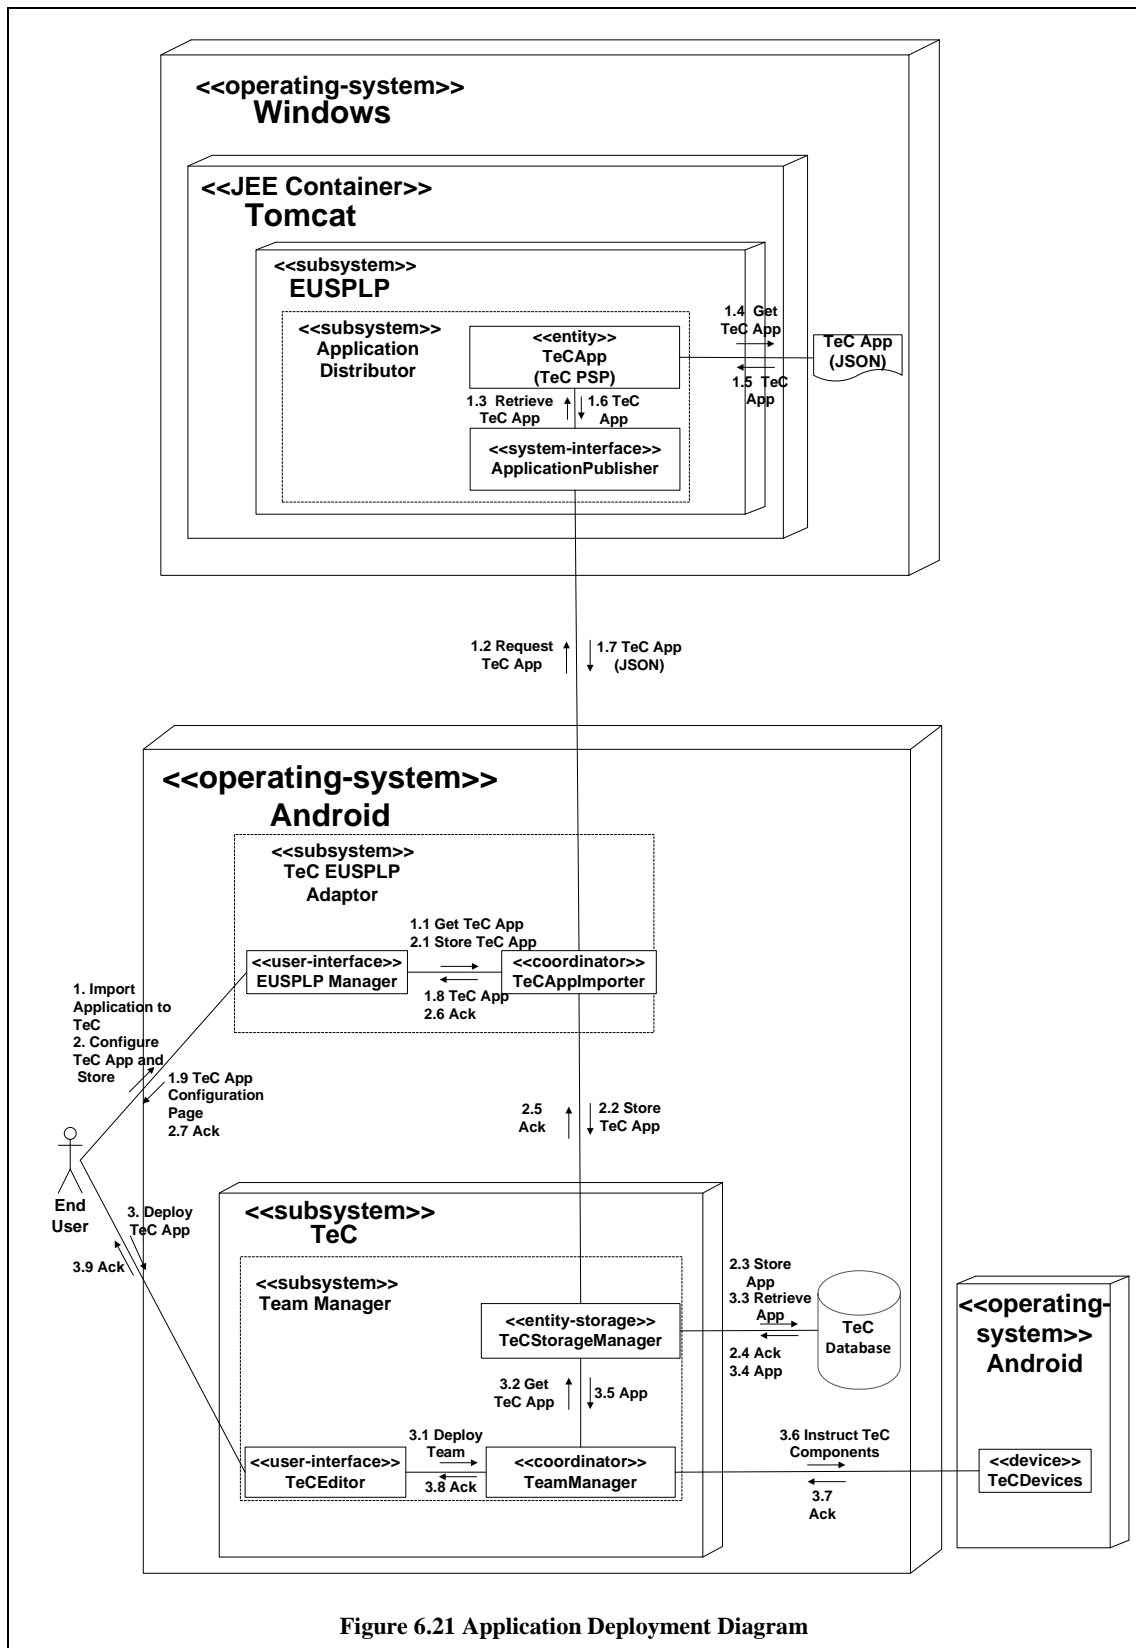 <<operating-system>>
Windows
<<JEE Container>>
Tomcat
<<subsystem>>
EUSPLP
<<subsystem>>
Application
Distributor
<<entity>>
TeCApp
(TeC PSP)
1.4 Get
TeC App
TeC App
(JSON)
1.5 TeC
App
1.3 Retrieve
TeC App
1.6 TeC
App
<<system-interface>>
ApplicationPublisher
1.2 Request
TeC App
1.7 TeC App
(JSON)
<<operating-system>>
Android
<<subsystem>>
TeC EUSPLP
Adaptor
1.1 Get TeC App
2.1 Store TeC App
<<user-interface>>
EUSPLP Manager
<<coordinator>>
TeCAppImporter
1.8 TeC App
2.6 Ack
1. Import
Application to
TeC
2. Configure
TeC App and
Store
1.9 TeC App
Configuration
Page
2.7 Ack
2.5
Ack
2.2 Store
TeC App
End
User
3. Deploy
TeC App
3.9 Ack
<<subsystem>>
TeC
<<subsystem>>
Team Manager
<<entity-storage>>
TeCStorageManager
2.3 Store
App
3.3 Retrieve
App
2.4 Ack
3.4 App
TeC
Database
<<operating-
system>>
Android
3.2 Get
TeC App
3.5 App
3.1 Deploy
Team
<<user-interface>>
TeCEditor
3.8 Ack
<<coordinator>>
TeamManager
3.6 Instruct TeC
Components
3.7
Ack
<<device>>
TeCDevices
Figure 6.21 Application Deployment Diagram